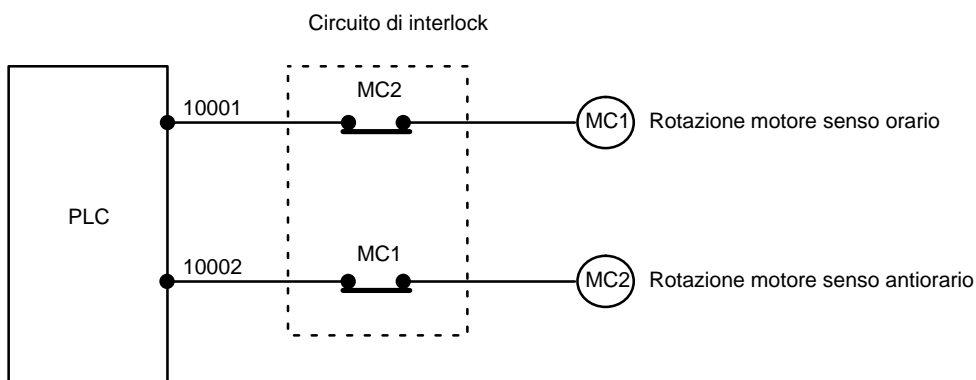 Circuito di interlock
MC2
10001
MC1 Rotazione motore senso orario
PLC
MC1
10002
MC2 Rotazione motore senso antiorario